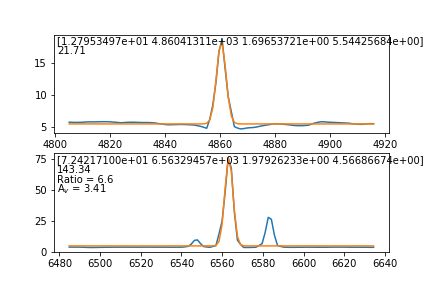 [1.27953497e+01 4.86041311e+03 1.69653721e+00 5.54425684e+00]
21.71
15
10
5
4800 4820 4840 4860 4880 4900 4920
[7.24217100e+01 6.56329457e+03 1.97926233e+00 4.56686674e+00]
75
143.34
Ratio = 6.6
50
Aᵥ = 3.41
25
0
6480 6500 6520 6540 6560 6580 6600 6620 6640